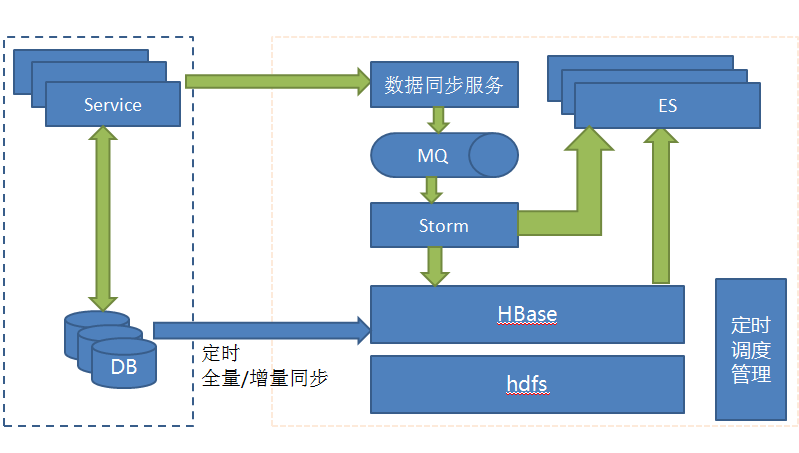 Service
数据同步服务
ES
MQ
Storm
HBase
DB
定时
全量/增量同步
hdfs
定时
调度
管理